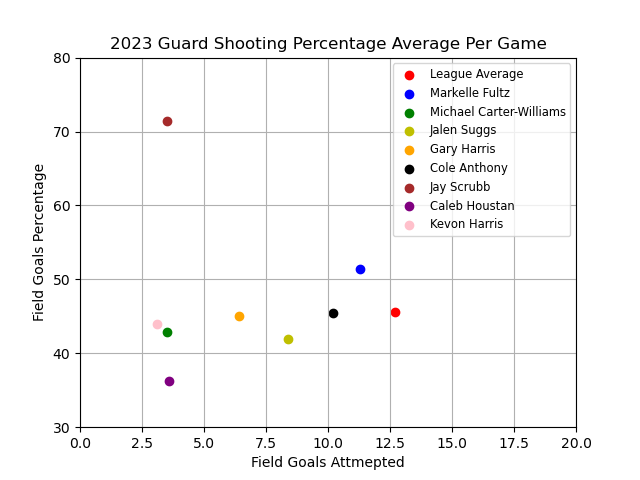 2023 Guard Shooting Percentage Average Per Game
League Average
Markelle Fultz
Michael Carter-Williams
Jalen Suggs
Gary Harris
Cole Anthony
Jay Scrubb
Caleb Houstan
Kevon Harris
Field Goals Percentage
80
70
60
50
40
30
0.0 2.5 5.0 7.5 10.0 12.5 15.0 17.5 20.0
Field Goals Attmepted